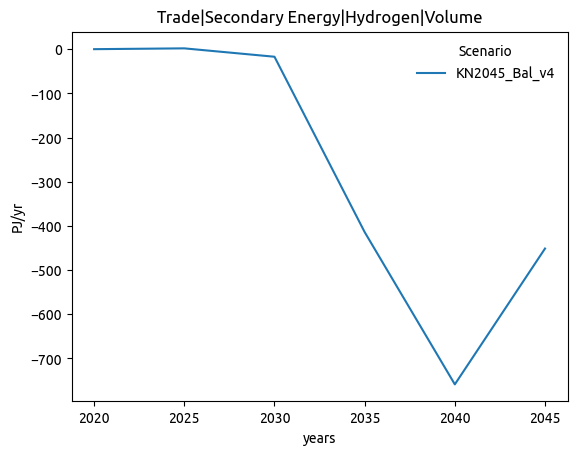 Trade|Secondary Energy|Hydrogen|Volume
Scenario
KN2045_Bal_v4
0
−100
−200
−300
−400
−500
−600
−700
PJ/yr
2020 2025 2030 2035 2040 2045
years